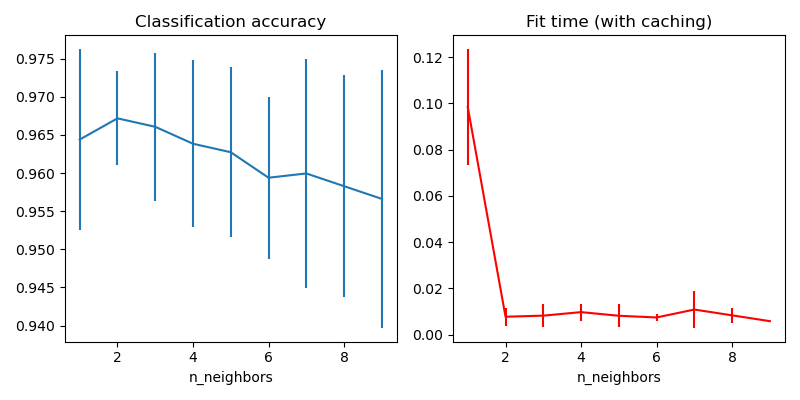 Classification accuracy
0.975
0.970
0.965
0.960
0.955
0.950
0.945
0.940
2 4 6 8
n_neighbors
Fit time (with caching)
0.12
0.10
0.08
0.06
0.04
0.02
0.00
2 4 6 8
n_neighbors